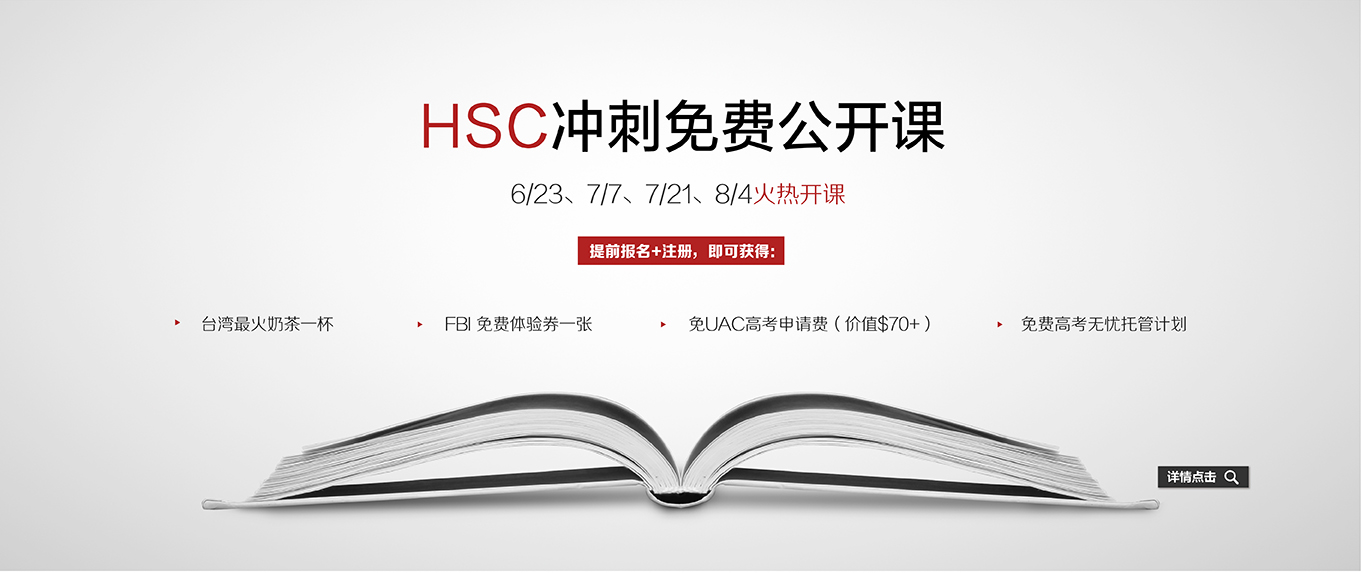 HSC冲刺免费公开课
6/23、7/7、7/21、8/4火热开课
提前报名+注册，即可获得：
台湾最火奶茶一杯
FBI 免费体验券一张
免UAC高考申请费（价值$70+）
免费高考无忧托管计划
详情点击